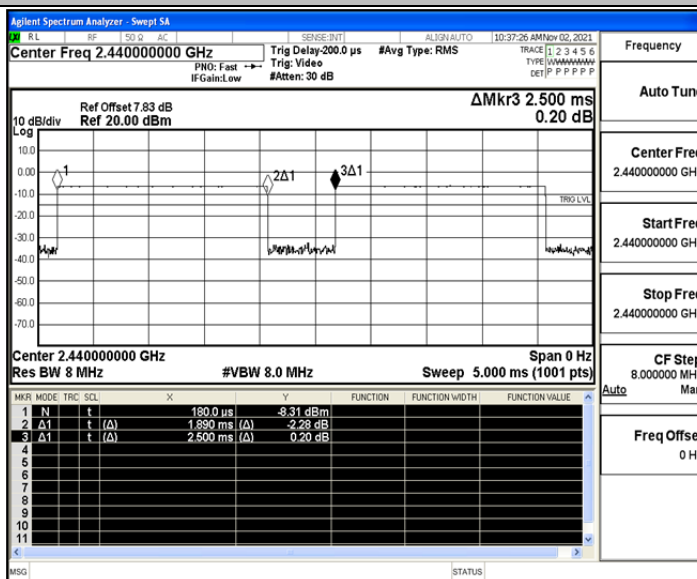 Agilent Spectrum Analyzer - Swept SA
RL RF 50 Ω AC SENSE:INT ALIGN AUTO 10:37:26 AM Nov 02, 2021
Center Freq 2.440000000 GHz Trig Delay-200.0 µs #Avg Type: RMS TRACE 1 2 3 4 5 6
PNO: Fast Trig: Video TYPE WWWWWW
IFGain:Low #Atten: 30 dB DET P P P P P P
ΔMkr3 2.500 ms
0.20 dB
Ref Offset 7.83 dB
10 dB/div Ref 20.00 dBm
Log
10.0
0.00
-10.0
-20.0
-30.0
-40.0
-50.0
-60.0
-70.0
1
2Δ1
3Δ1
TRIG LVL
Center 2.440000000 GHz Span 0 Hz
Res BW 8 MHz #VBW 8.0 MHz Sweep 5.000 ms (1001 pts)
MKR MODE TRC SCL X Y FUNCTION FUNCTION WIDTH FUNCTION VALUE
1 N t 180.0 µs -8.31 dBm
2 Δ1 t (Δ) 1.890 ms (Δ) -2.28 dB
3 Δ1 t (Δ) 2.500 ms (Δ) 0.20 dB
4
5
6
7
8
9
10
11
MSG STATUS
Frequency
Auto Tun
Center Fre
2.440000000 GH
Start Fre
2.440000000 GH
Stop Fre
2.440000000 GH
CF Step
8.000000 MH
Auto Ma
Freq Offse
0 H